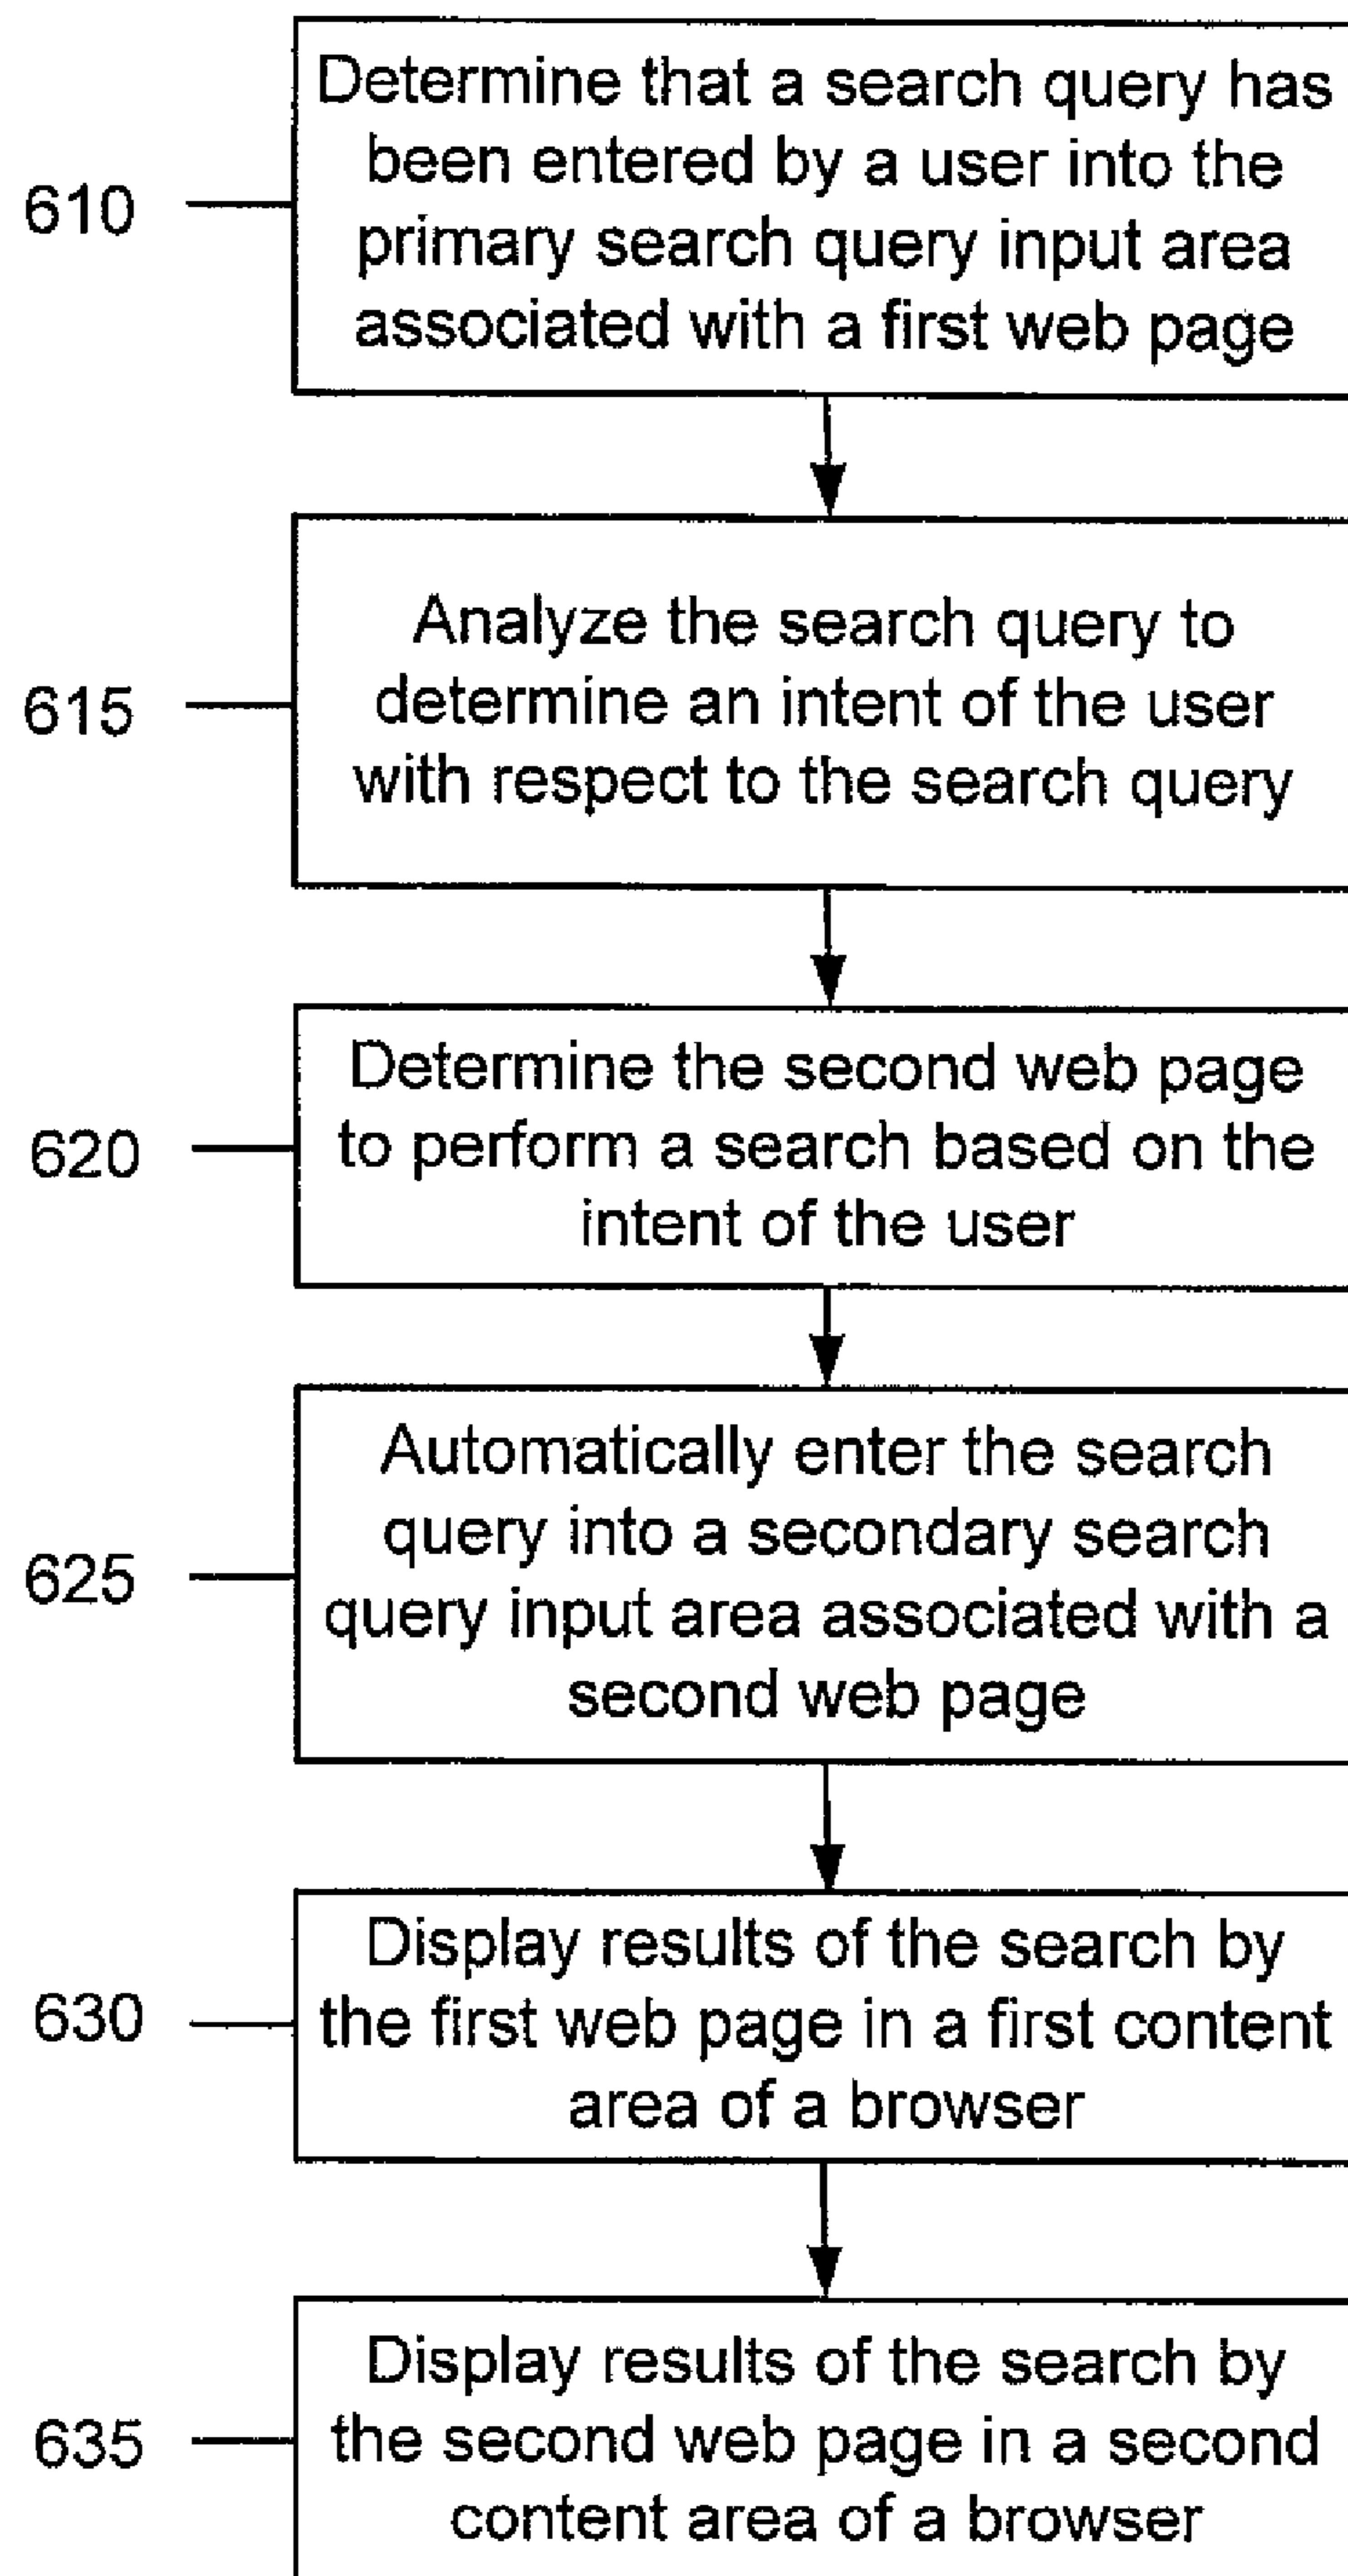 Determine that a search query has
been entered by a user into the
610
primary search query input area
associated with a first web page
Analyze the search query to
615
determine an intent of the user
with respect to the search query
Determine the second web page
620
to perform a search based on the
intent of the user
Automatically enter the search
query into a secondary search
625
query input area associated with a
second web page
Display results of the search by
630
the first web page in a first content
area of a browser
Display results of the search by
635
the second web page in a second
content area of a browser